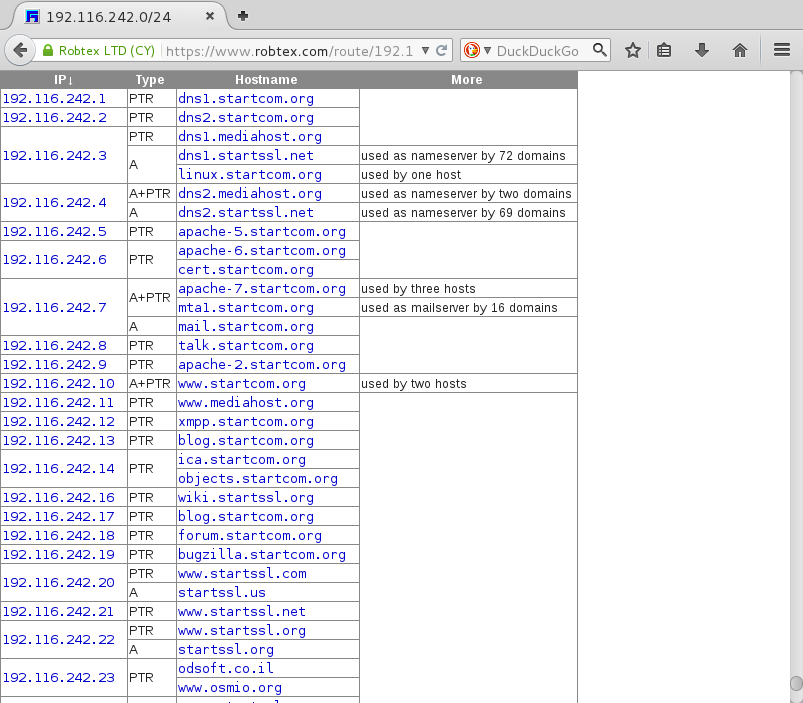 192.116.242.0/24
Robtex LTD (CY) https://www.robtex.com/route/192.1 DuckDuckGo
IP↓ Type Hostname More
192.116.242.1 PTR dns1.startcom.org
192.116.242.2 PTR dns2.startcom.org
192.116.242.3 PTR dns1.mediahost.org
A dns1.startssl.net used as nameserver by 72 domains
linux.startcom.org used by one host
192.116.242.4 A+PTR dns2.mediahost.org used as nameserver by two domains
A dns2.startssl.net used as nameserver by 69 domains
192.116.242.5 PTR apache-5.startcom.org
192.116.242.6 PTR apache-6.startcom.org
cert.startcom.org
192.116.242.7 A+PTR apache-7.startcom.org used by three hosts
mta1.startcom.org used as mailserver by 16 domains
A mail.startcom.org
192.116.242.8 PTR talk.startcom.org
192.116.242.9 PTR apache-2.startcom.org
192.116.242.10 A+PTR www.startcom.org used by two hosts
192.116.242.11 PTR www.mediahost.org
192.116.242.12 PTR xmpp.startcom.org
192.116.242.13 PTR blog.startcom.org
192.116.242.14 PTR ica.startcom.org
objects.startcom.org
192.116.242.16 PTR wiki.startssl.org
192.116.242.17 PTR blog.startcom.org
192.116.242.18 PTR forum.startcom.org
192.116.242.19 PTR bugzilla.startcom.org
192.116.242.20 PTR www.startssl.com
A startssl.us
192.116.242.21 PTR www.startssl.net
192.116.242.22 PTR www.startssl.org
A startssl.org
192.116.242.23 PTR odsoft.co.il
www.osmio.org